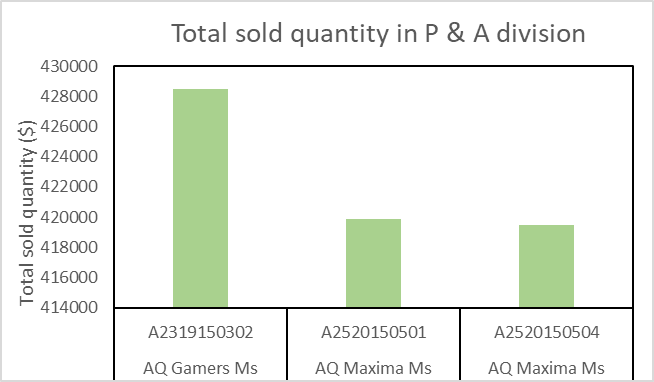 Total sold quantity in P & A division
Total sold quantity ($)
430000
428000
426000
424000
422000
420000
418000
416000
414000
A2319150302 A2520150501 A2520150504
AQ Gamers Ms AQ Maxima Ms AQ Maxima Ms